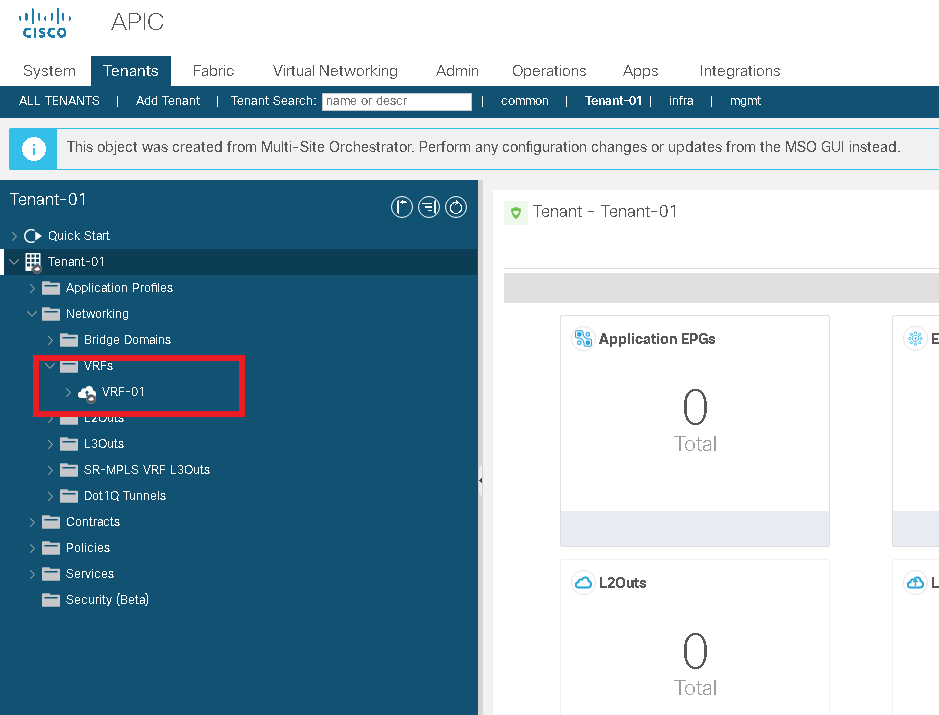 cisco
APIC
System Tenants Fabric Virtual Networking Admin Operations Apps Integrations
ALL TENANTS | Add Tenant | Tenant Search: name or descr | common | Tenant-01 | infra | mgmt
This object was created from Multi-Site Orchestrator. Perform any configuration changes or updates from the MSO GUI instead.
Tenant-01
Quick Start
Tenant-01
Application Profiles
Networking
Bridge Domains
VRFs
VRF-01
L2Outs
L3Outs
SR-MPLS VRF L3Outs
Dot1Q Tunnels
Contracts
Policies
Services
Security (Beta)
Tenant - Tenant-01
Application EPGs
0
Total
E
L2Outs
0
Total
L